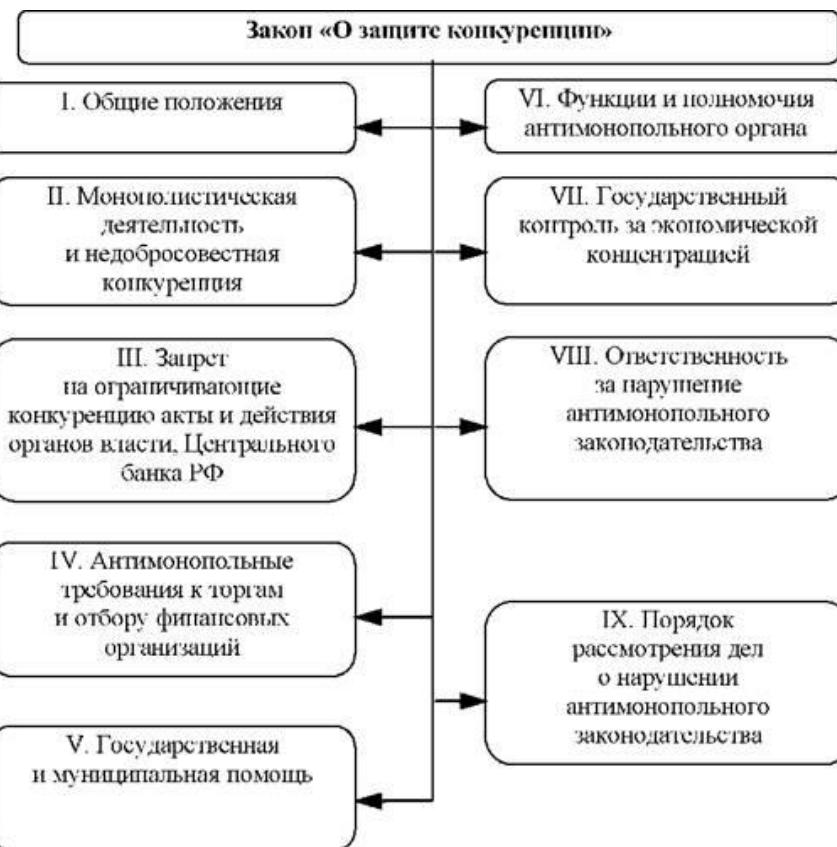 Закон «О защите конкуренции»
I. Общие положения
II. Монополистическая
деятельность
и недобросовестная
конкуренция
III. Запрет
на ограничивающие
конкуренцию акты и действия
органов власти, Центрального
банка РФ
IV. Антимонопольные
требования к торгам
и отбору финансовых
организаций
V. Государственная
и муниципальная помощь
VI. Функции и полномочия
антимонопольного органа
VII. Государственный
контроль за экономической
концентрацией
VIII. Ответственность
за нарушение
антимонопольного
законодательства
IX. Порядок
рассмотрения дел
о нарушении
антимонопольного
законодательства